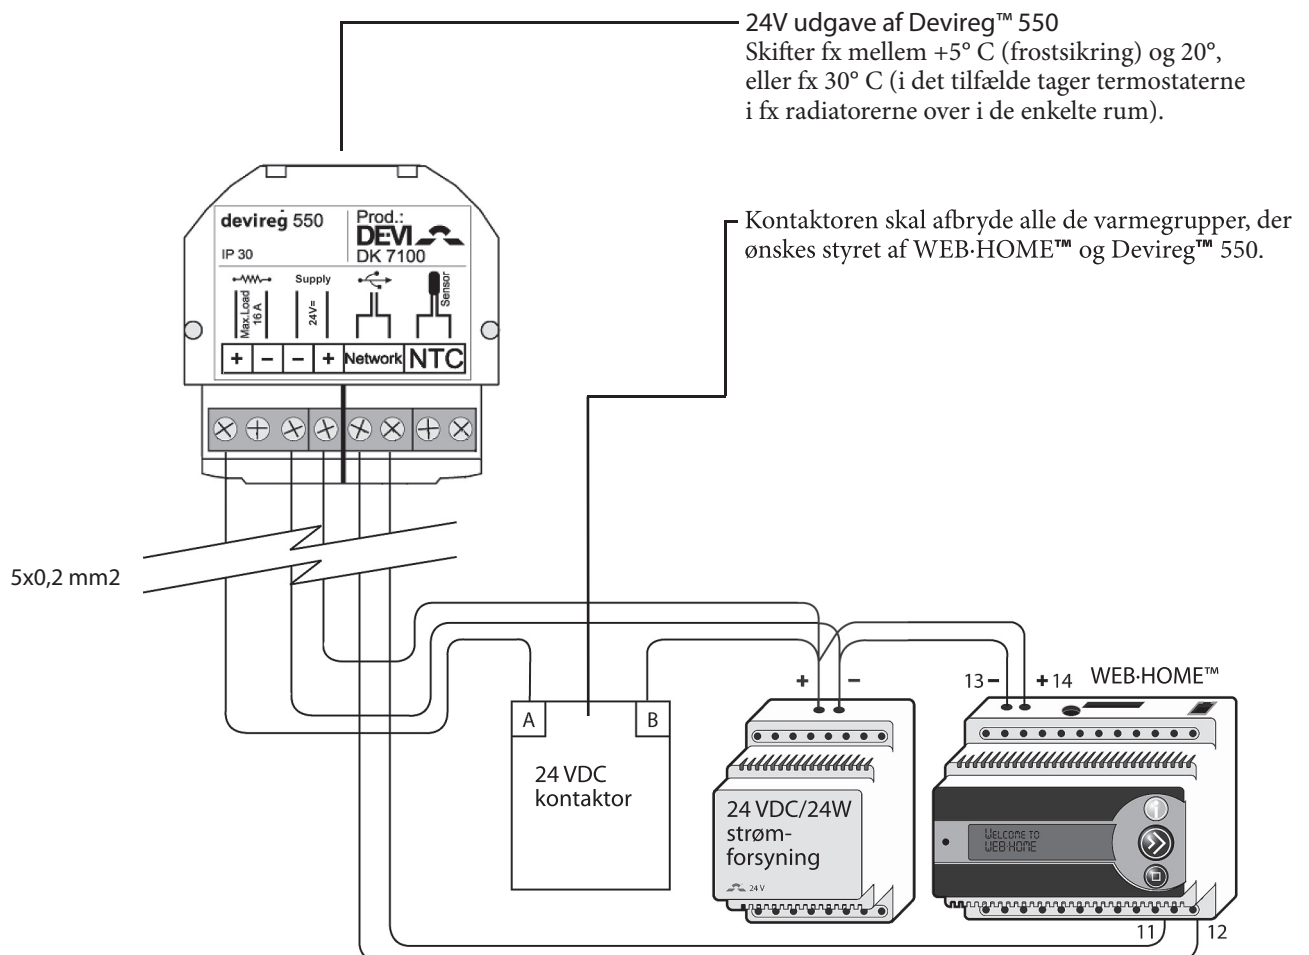 24V udgave af Devireg™ 550
Skifter fx mellem +5° C (frostsikring) og 20°,
eller fx 30° C (i det tilfælde tager termostaterne
i fx radiatorerne over i de enkelte rum).
Kontaktoren skal afbryde alle de varmegrupper, der
ønskes styret af WEB·HOME™ og Devireg™ 550.
devireg 550
IP 30
Prod.:
DEVI
DK 7100
Max.Load
16 A
Supply
24V=
Sensor
+ − − + Network NTC
5x0,2 mm2
A
B
24 VDC
kontaktor
+ −
24 VDC/24W
strøm-
forsyning
24 V
13 − + 14 WEB·HOME™
WELCOME TO
WEB·HOME
i
11 12